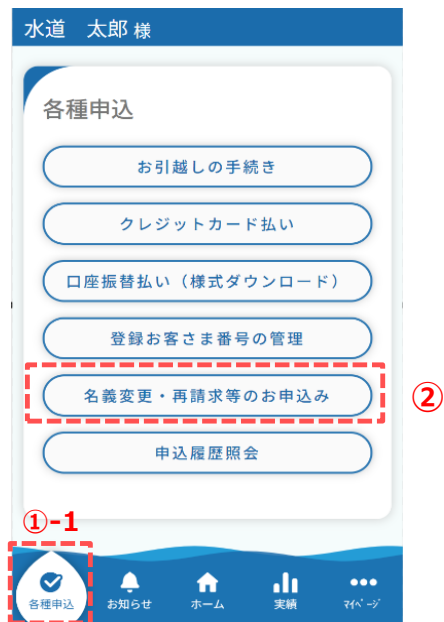 水道　太郎 様
各種申込
お引越しの手続き
クレジットカード払い
口座振替払い（様式ダウンロード）
登録お客さま番号の管理
名義変更・再請求等のお申込み
②
申込履歴照会
①-1
各種申込
お知らせ
ホーム
実績
ﾏｲﾍﾟｰｼﾞ